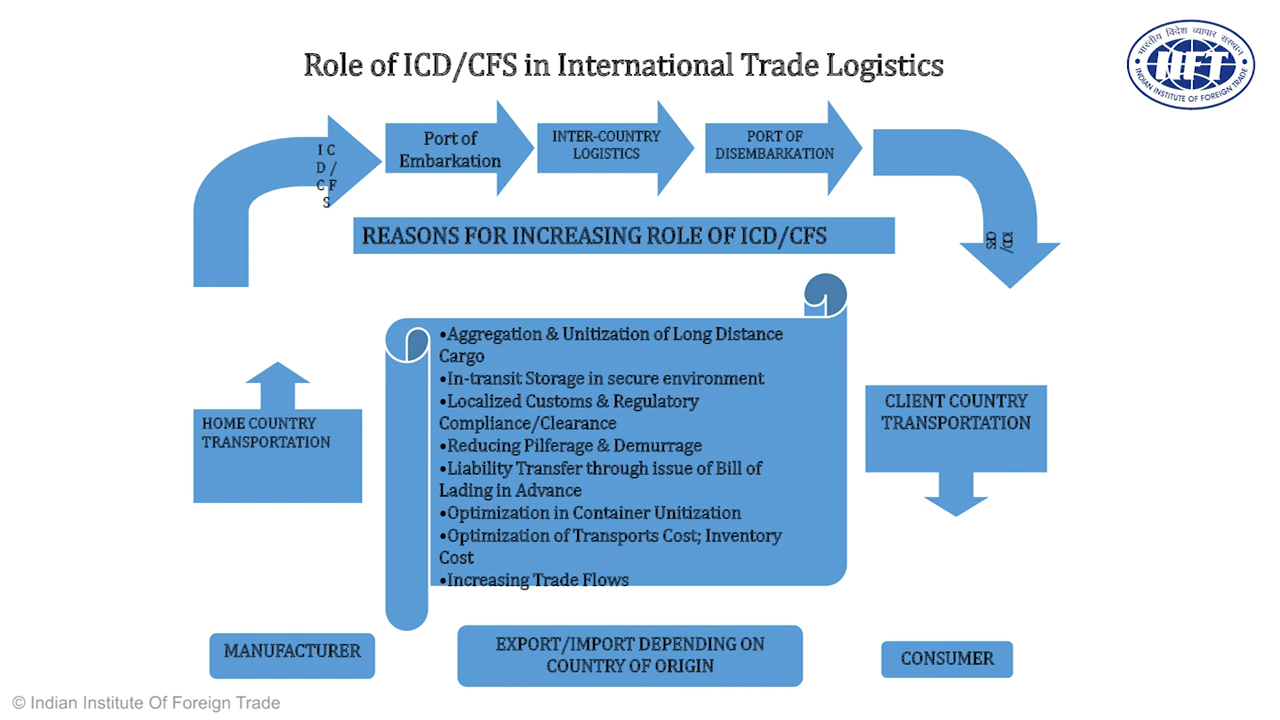 Role of ICD/CFS in International Trade Logistics
भारतीय विदेश व्यापार संस्थान
IIFT
INDIAN INSTITUTE OF FOREIGN TRADE
I C
D /
C F
S
Port of
Embarkation
INTER-COUNTRY
LOGISTICS
PORT OF
DISEMBARKATION
ICD/
CFS
REASONS FOR INCREASING ROLE OF ICD/CFS
•Aggregation & Unitization of Long Distance
Cargo
•In-transit Storage in secure environment
•Localized Customs & Regulatory
Compliance/Clearance
•Reducing Pilferage & Demurrage
•Liability Transfer through issue of Bill of
Lading in Advance
•Optimization in Container Unitization
•Optimization of Transports Cost; Inventory
Cost
•Increasing Trade Flows
HOME COUNTRY
TRANSPORTATION
CLIENT COUNTRY
TRANSPORTATION
MANUFACTURER
EXPORT/IMPORT DEPENDING ON
COUNTRY OF ORIGIN
CONSUMER
© Indian Institute Of Foreign Trade